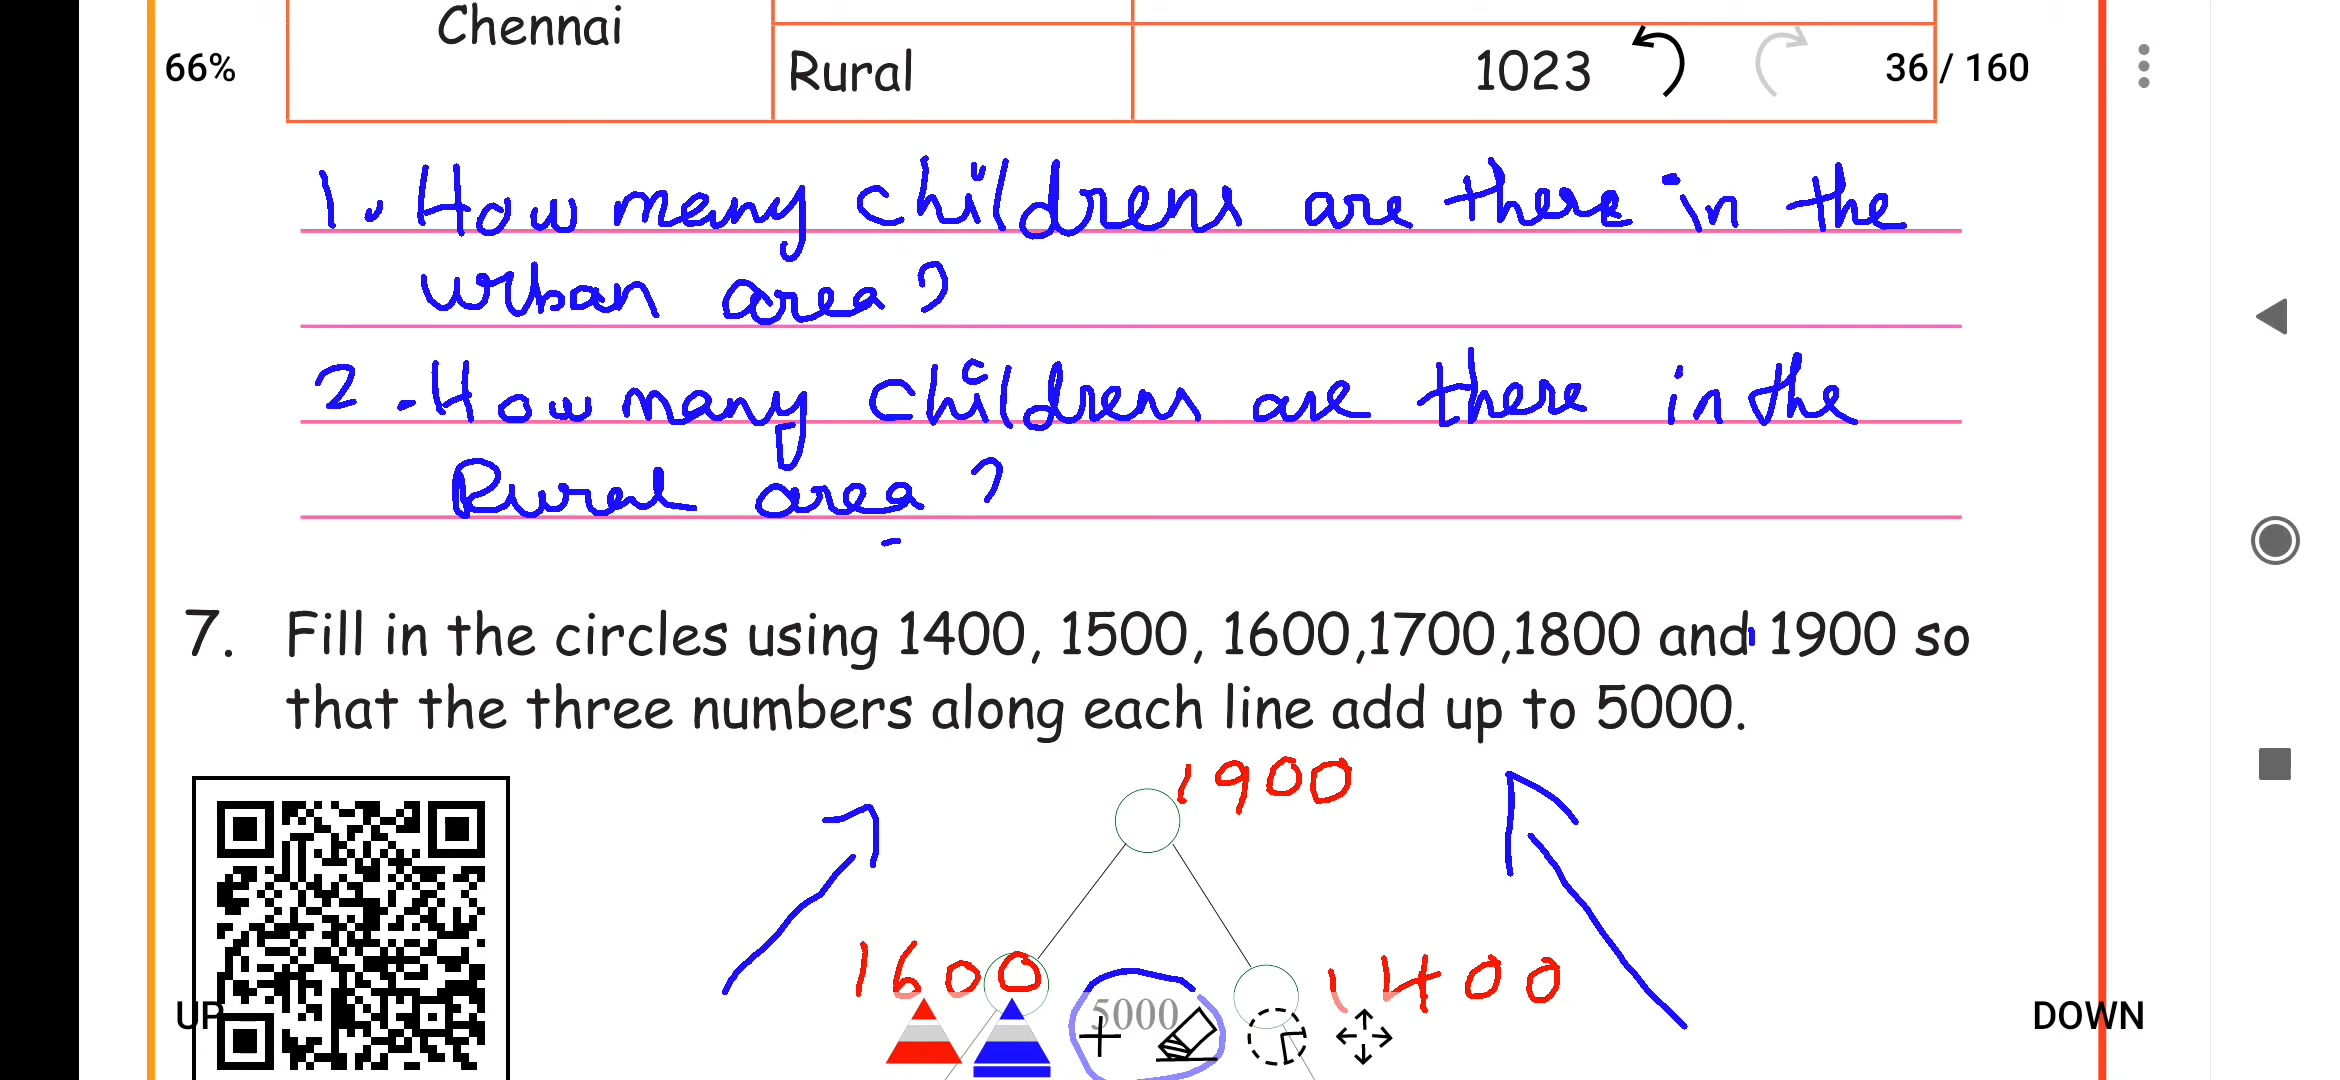 Chennai
66%
Rural 1023
36 / 160
1. How many childrens are there in the
urban area?
2. How many childrens are there in the
Rural area?
7. Fill in the circles using 1400, 1500, 1600,1700,1800 and 1900 so
that the three numbers along each line add up to 5000.
1900
1600 1400
UP 5000 DOWN